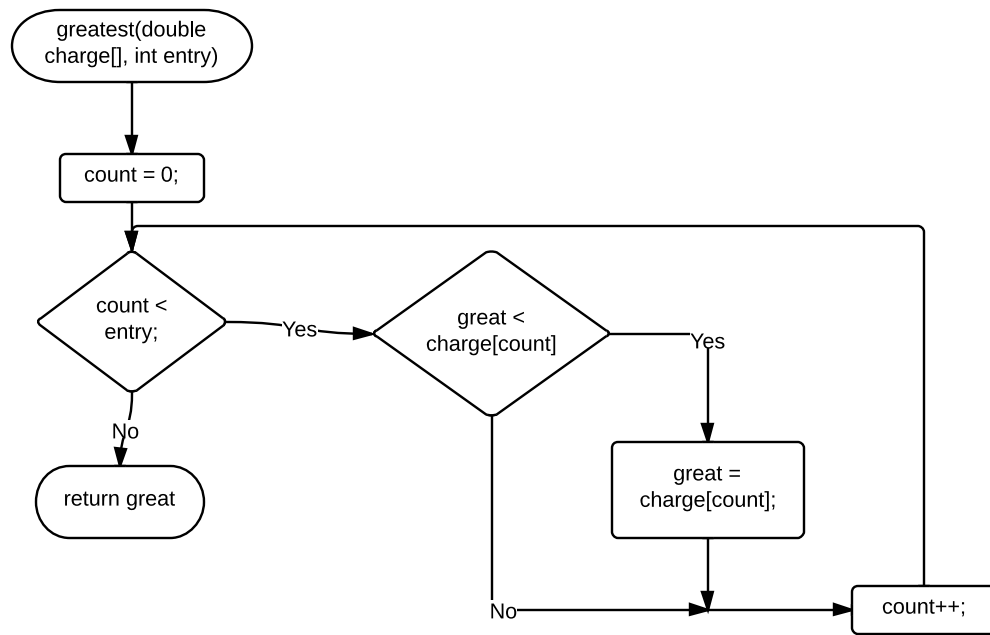 greatest(double
charge[], int entry)
count = 0;
count <
entry;
Yes
great <
charge[count]
Yes
No
great =
charge[count];
return great
No
count++;